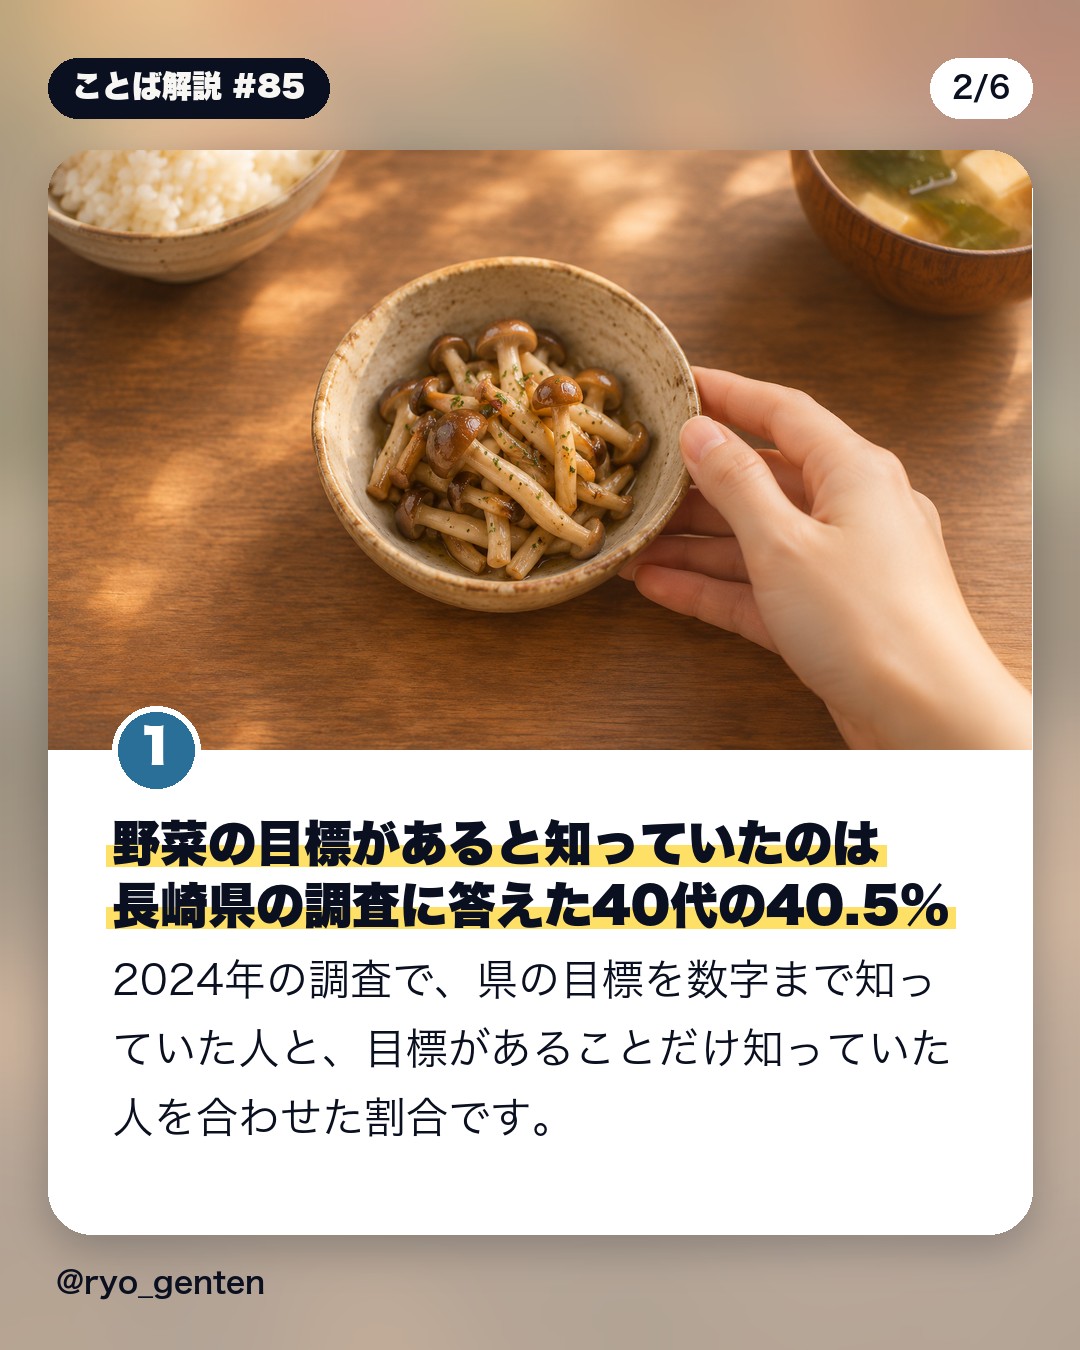 ことば解説 #85
2/6
1
野菜の目標があると知っていたのは
長崎県の調査に答えた40代の40.5%
2024年の調査で、県の目標を数字まで知っ
ていた人と、目標があることだけ知っていた
人を合わせた割合です。
@ryo_genten